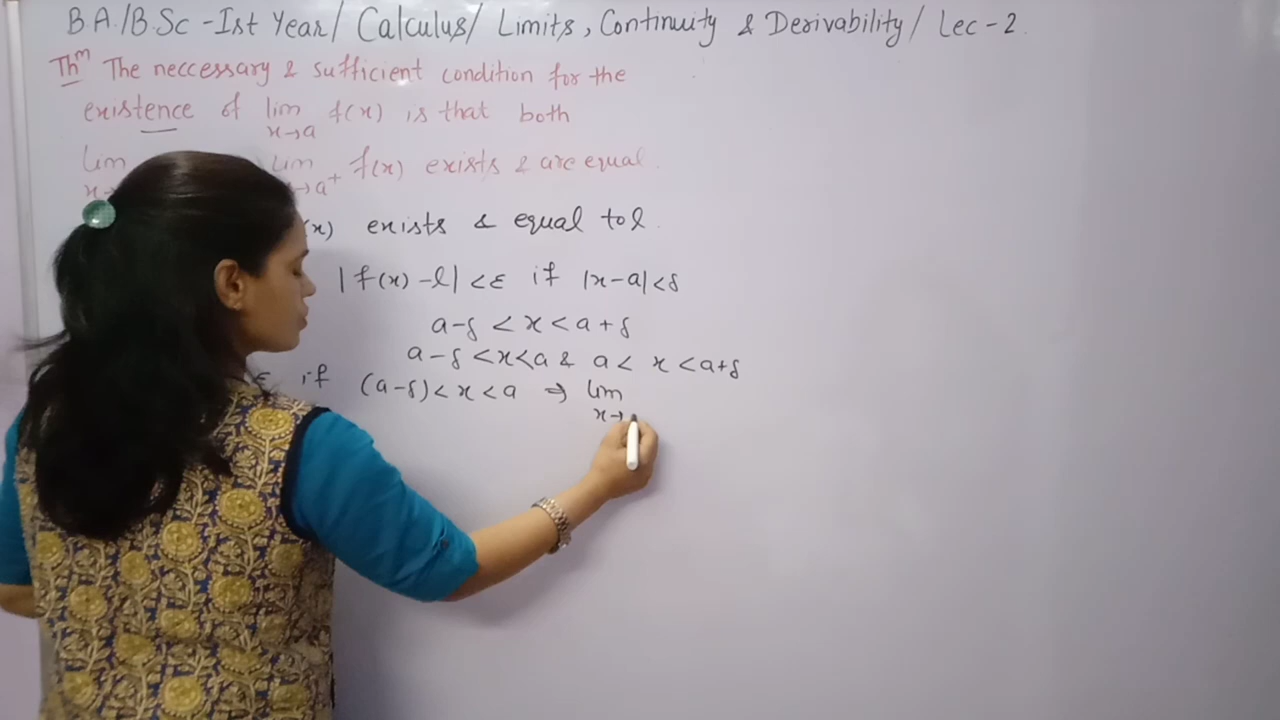 B.A./B.Sc - Ist Year/ Calculus/ Limits, Continuity & Derivability/ Lec - 2.
Thm The neccessary & sufficient condition for the
existence of lim x→a f(x) is that both
lim lim x→a+ f(x) exists & are equal.
(x) exists & equal to l.
|f(x) - l| < ε if |x-a| < δ
a-δ < x < a+δ
a-δ < x < a & a < x < a+δ
ε if (a-δ) < x < a ⇒ lim x→